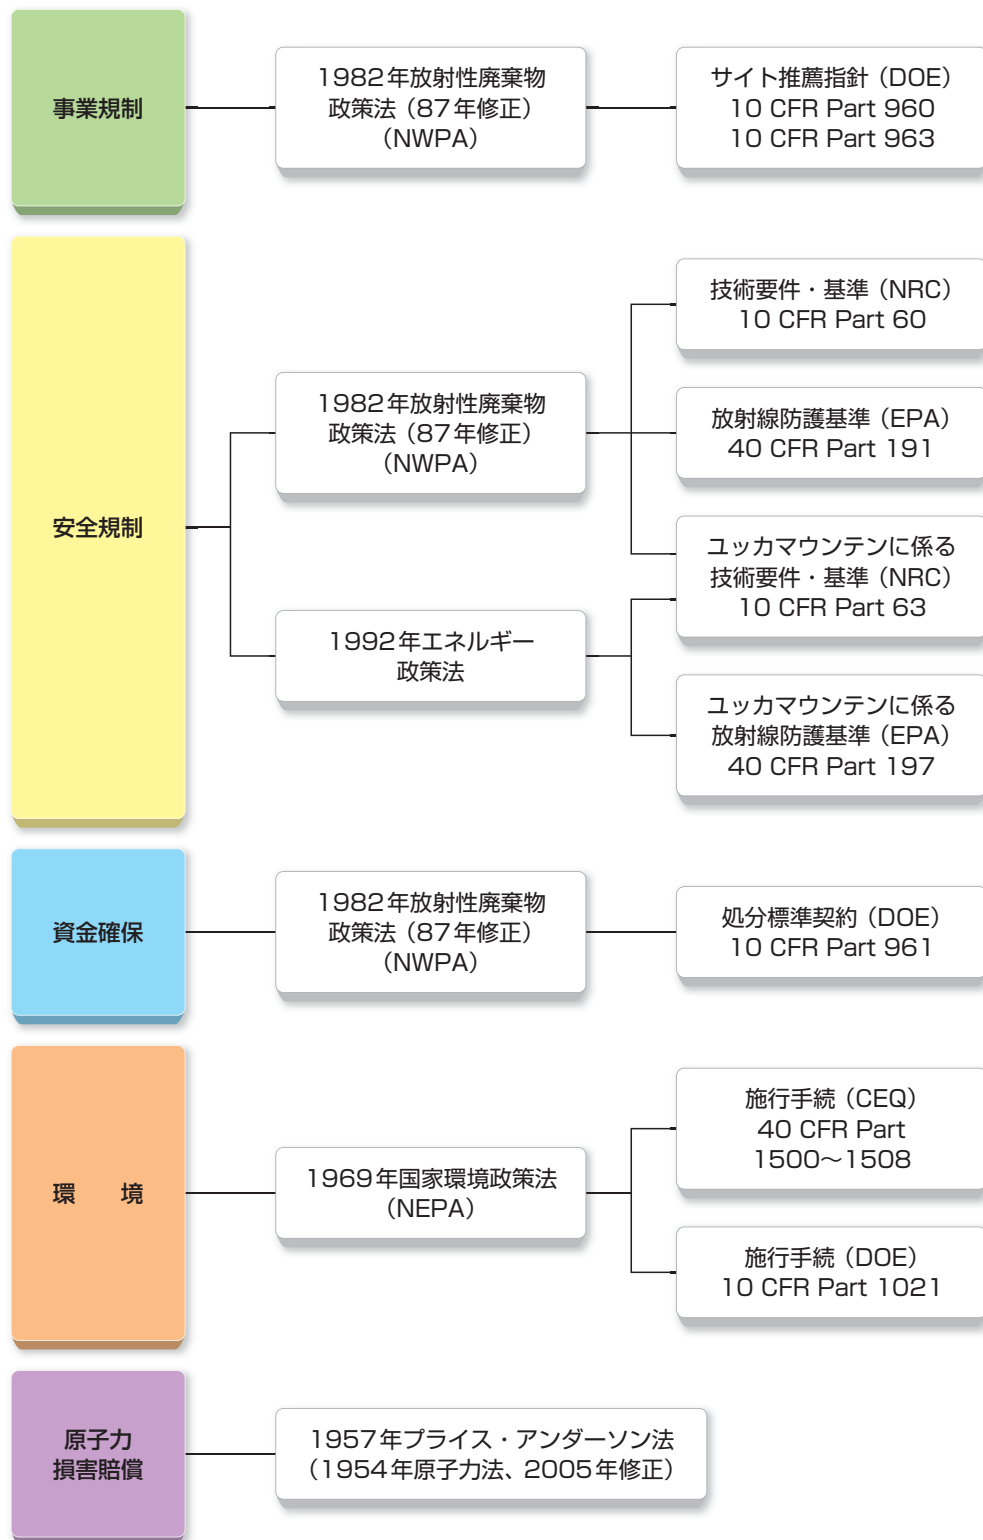 事業規制
1982年放射性廃棄物
政策法（87年修正）
（NWPA）
サイト推薦指針（DOE）
10 CFR Part 960
10 CFR Part 963
安全規制
1982年放射性廃棄物
政策法（87年修正）
（NWPA）
技術要件・基準（NRC）
10 CFR Part 60
放射線防護基準（EPA）
40 CFR Part 191
ユッカマウンテンに係る
技術要件・基準（NRC）
10 CFR Part 63
1992年エネルギー
政策法
ユッカマウンテンに係る
放射線防護基準（EPA）
40 CFR Part 197
資金確保
1982年放射性廃棄物
政策法（87年修正）
（NWPA）
処分標準契約（DOE）
10 CFR Part 961
環　境
1969年国家環境政策法
（NEPA）
施行手続（CEQ）
40 CFR Part
1500～1508
施行手続（DOE）
10 CFR Part 1021
原子力
損害賠償
1957年プライス・アンダーソン法
（1954年原子力法、2005年修正）